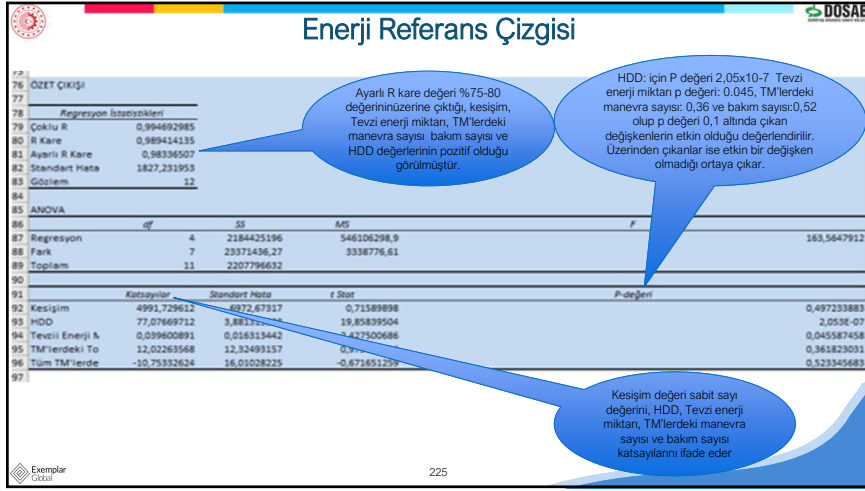 Enerji Referans Çizgisi
DOSAB
76 ÖZET ÇIKIŞI
77
78 Regresyon İstatistikleri
79 Çoklu R 0,994692985
80 R Kare 0,989414135
81 Ayarlı R Kare 0,98336507
82 Standart Hata 1827,231953
83 Gözlem 12
84
Ayarlı R kare değeri %75-80
değerininüzerine çıktığı, kesişim,
Tevzi enerji miktarı, TM'lerdeki
manevra sayısı bakım sayısı ve
HDD değerlerinin pozitif olduğu
görülmüştür.
HDD: için P değeri 2,05x10-7 Tevzi
enerji miktarı p değeri: 0.045, TM'lerdeki
manevra sayısı: 0,36 ve bakım sayısı:0,52
olup p değeri 0,1 altında çıkan
değişkenlerin etkin olduğu değerlendirilir.
Üzerinden çıkanlar ise etkin bir değişken
olmadığı ortaya çıkar.
85 ANOVA
86 df SS MS F
87 Regresyon 4 2184425196 546106298,9 163,5647912
88 Fark 7 23371436,27 3338776,61
89 Toplam 11 2207796632
90
91 Katsayılar Standart Hata t Stat P-değeri
92 Kesişim 4991,729612 6972,67317 0,71589898 0,497233883
93 HDD 77,07669712 19,85839504 2,053E-07
94 Tevzii Enerji M 0,039600891 0,016313442 0,045587458
95 TM'lerdeki To 12,02263568 12,32493157 0,361823031
96 Tüm TM'lerde -10,75332624 16,01028225 -0,671651259 0,523345683
97
Kesişim değeri sabit sayı
değerini, HDD, Tevzi enerji
miktarı, TM'lerdeki manevra
sayısı ve bakım sayısı
katsayılarını ifade eder
Exemplar
Global
225